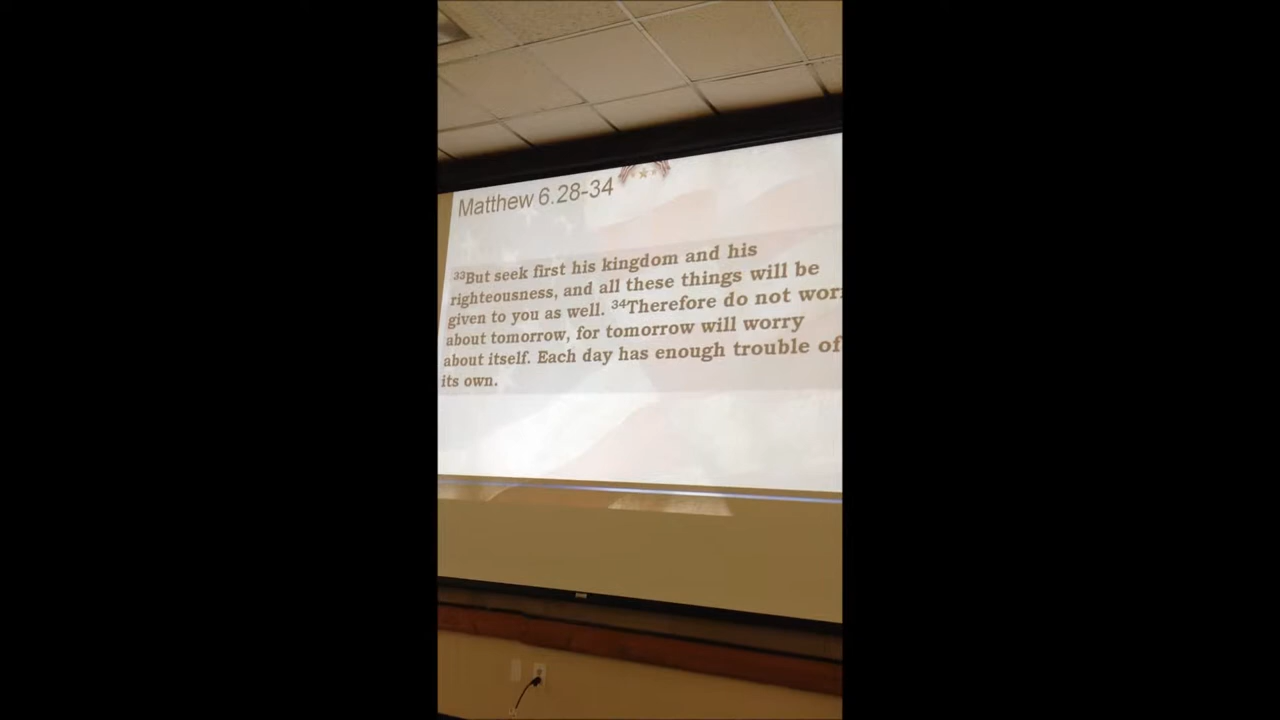 Matthew 6.28-34
³³But seek first his kingdom and his
righteousness, and all these things will be
given to you as well. ³⁴Therefore do not wor
about tomorrow, for tomorrow will worry
about itself. Each day has enough trouble of
its own.